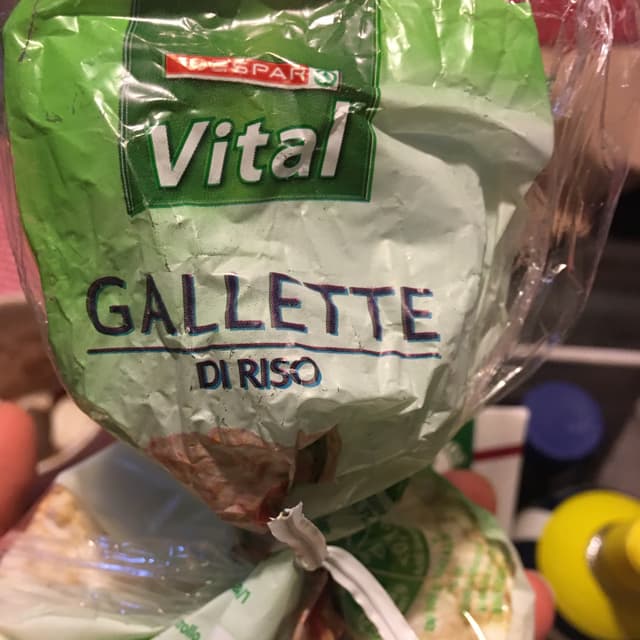 DESPAR
Vital
GALLETTE
DI RISO